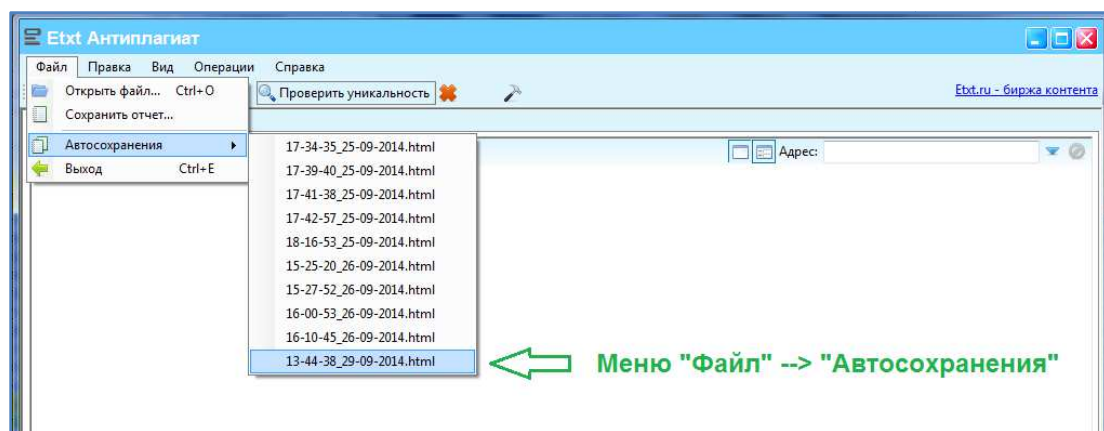 Etxt Антиплагиат
Файл Правка Вид Операции Справка
Открыть файл... Ctrl+O Проверить уникальность Etxt.ru - биржа контента
Сохранить отчет...
Автосохранения
Выход Ctrl+E
Адрес:
17-34-35_25-09-2014.html
17-39-40_25-09-2014.html
17-41-38_25-09-2014.html
17-42-57_25-09-2014.html
18-16-53_25-09-2014.html
15-25-20_26-09-2014.html
15-27-52_26-09-2014.html
16-00-53_26-09-2014.html
16-10-45_26-09-2014.html
13-44-38_29-09-2014.html
Меню "Файл" --> "Автосохранения"